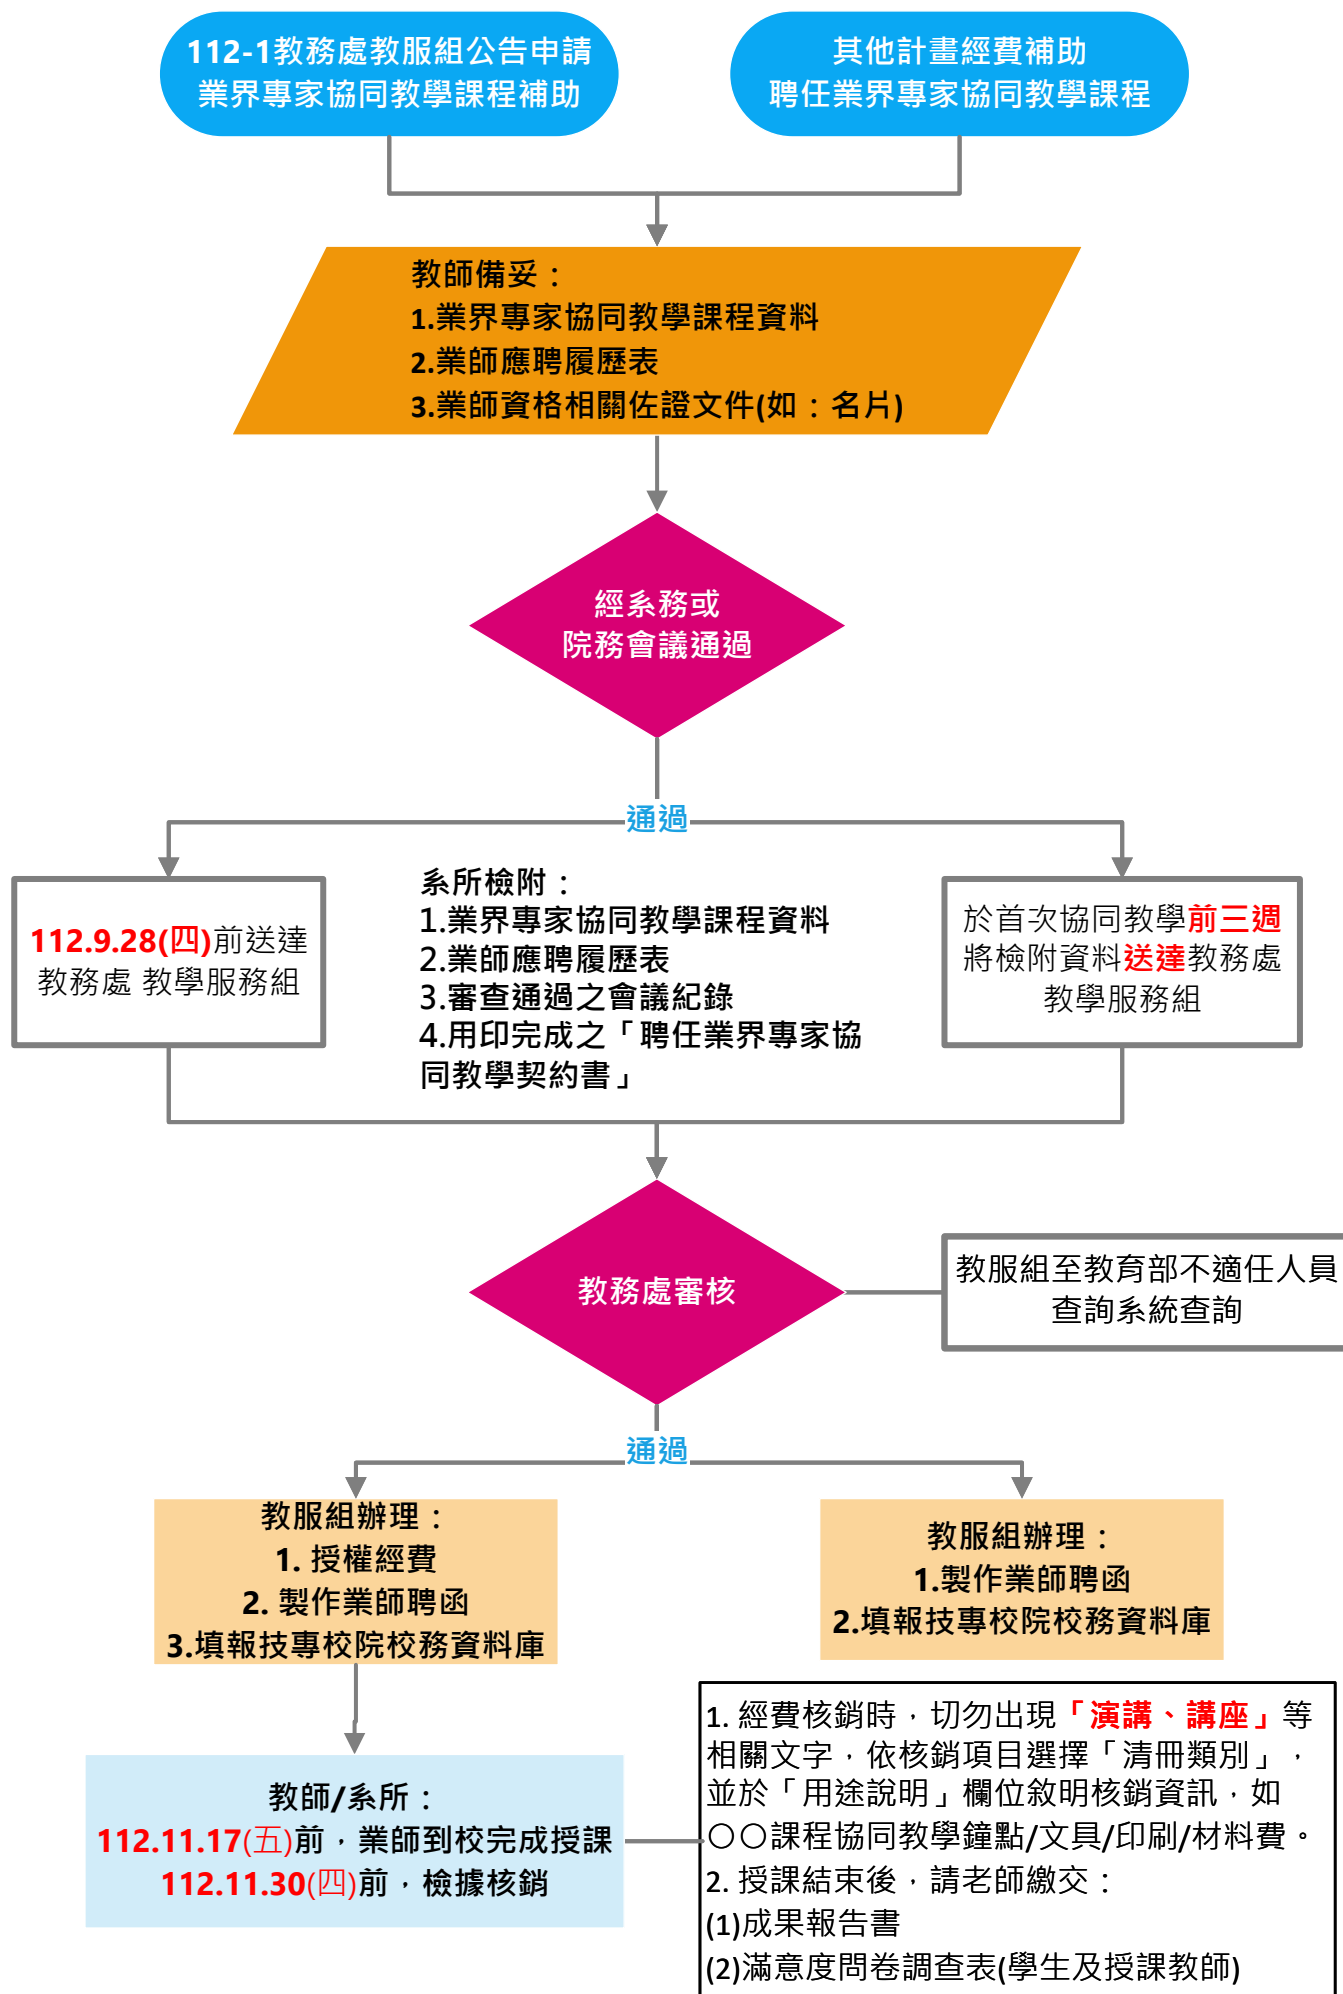 112-1教務處教服組公告申請
業界專家協同教學課程補助
其他計畫經費補助
聘任業界專家協同教學課程
教師備妥：
1.業界專家協同教學課程資料
2.業師應聘履歷表
3.業師資格相關佐證文件(如：名片)
經系務或
院務會議通過
通過
112.9.28(四)前送達
教務處 教學服務組
系所檢附：
1.業界專家協同教學課程資料
2.業師應聘履歷表
3.審查通過之會議紀錄
4.用印完成之「聘任業界專家協
同教學契約書」
於首次協同教學前三週
將檢附資料送達教務處
教學服務組
教務處審核
教服組至教育部不適任人員
查詢系統查詢
通過
教服組辦理：
1. 授權經費
2. 製作業師聘函
3.填報技專校院校務資料庫
教服組辦理：
1.製作業師聘函
2.填報技專校院校務資料庫
教師/系所：
112.11.17(五)前，業師到校完成授課
112.11.30(四)前，檢據核銷
1. 經費核銷時，切勿出現「演講、講座」等
相關文字，依核銷項目選擇「清冊類別」，
並於「用途說明」欄位敘明核銷資訊，如
○○課程協同教學鐘點/文具/印刷/材料費。
2. 授課結束後，請老師繳交：
(1)成果報告書
(2)滿意度問卷調查表(學生及授課教師)